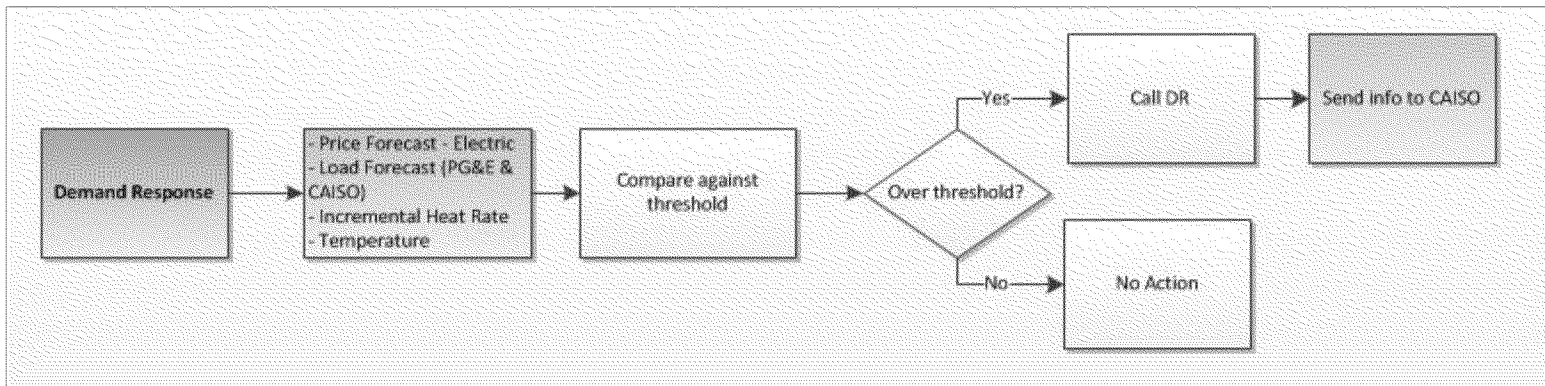 Demand Response
- Price Forecast - Electric
- Load Forecast (PG&E &
CAISO)
- Incremental Heat Rate
- Temperature
Compare against
threshold
Over threshold?
Yes
Call DR
Send info to CAISO
No
No Action